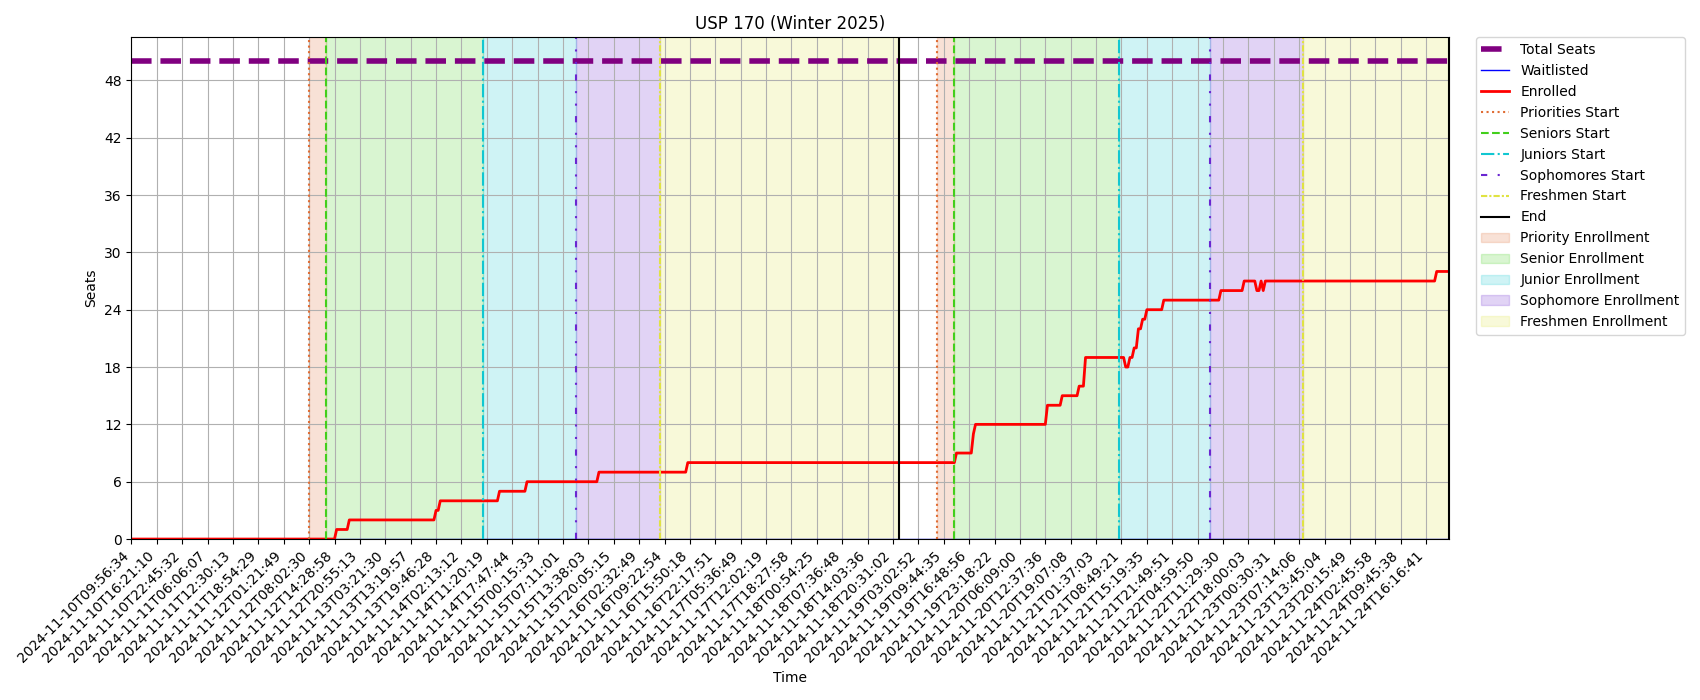 USP 170 (Winter 2025)
Seats
48
42
36
30
24
18
12
6
0
2024-11-10T09:56:34
2024-11-10T16:21:10
2024-11-10T22:45:32
2024-11-11T06:06:07
2024-11-11T12:30:13
2024-11-11T18:54:29
2024-11-12T01:21:49
2024-11-12T08:02:30
2024-11-12T14:28:58
2024-11-12T20:55:13
2024-11-13T03:21:30
2024-11-13T13:19:57
2024-11-13T19:46:28
2024-11-14T02:13:12
2024-11-14T11:20:19
2024-11-14T17:47:44
2024-11-15T00:15:33
2024-11-15T07:11:01
2024-11-15T13:38:03
2024-11-15T20:05:15
2024-11-16T02:32:49
2024-11-16T09:22:54
2024-11-16T15:50:18
2024-11-16T22:17:51
2024-11-17T05:36:49
2024-11-17T12:02:19
2024-11-17T18:27:58
2024-11-18T00:54:25
2024-11-18T07:36:48
2024-11-18T14:03:36
2024-11-18T20:31:02
2024-11-19T03:02:52
2024-11-19T09:44:35
2024-11-19T16:48:56
2024-11-19T23:18:22
2024-11-20T06:09:00
2024-11-20T12:37:36
2024-11-20T19:07:08
2024-11-21T01:37:03
2024-11-21T08:49:21
2024-11-21T15:19:35
2024-11-21T21:49:51
2024-11-22T04:59:50
2024-11-22T11:29:30
2024-11-22T18:00:03
2024-11-23T00:30:31
2024-11-23T07:14:06
2024-11-23T13:45:04
2024-11-23T20:15:49
2024-11-24T02:45:58
2024-11-24T09:45:38
2024-11-24T16:16:41
Time
Total Seats
Waitlisted
Enrolled
Priorities Start
Seniors Start
Juniors Start
Sophomores Start
Freshmen Start
End
Priority Enrollment
Senior Enrollment
Junior Enrollment
Sophomore Enrollment
Freshmen Enrollment